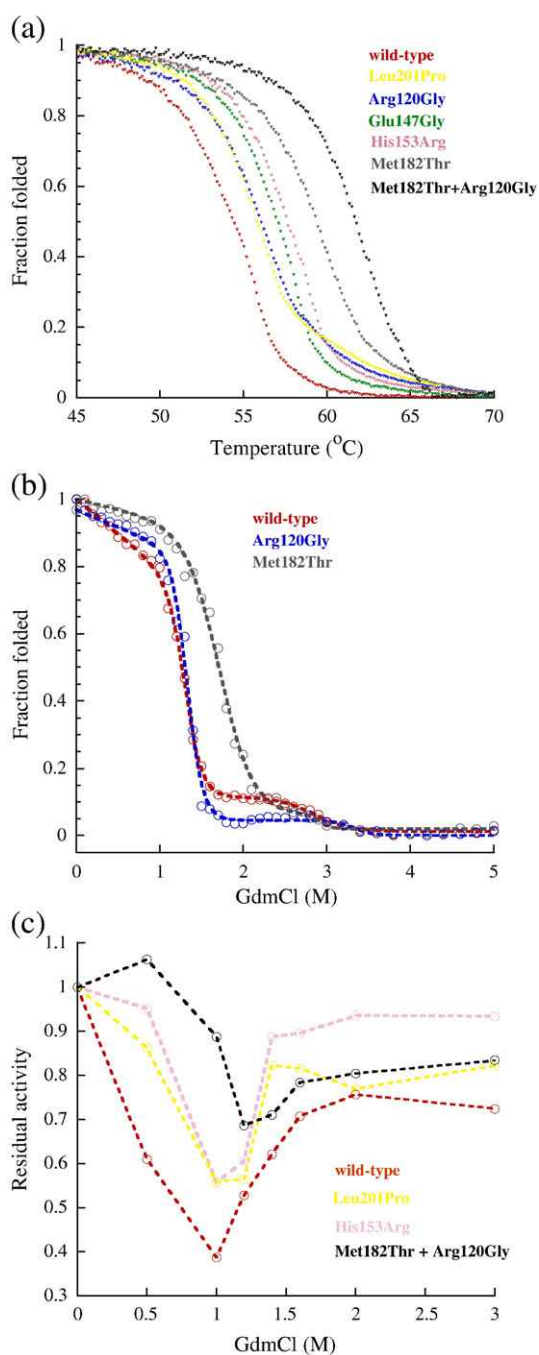 (a)
1
0.8
0.6
0.4
0.2
0
Fraction folded
wild-type
Leu201Pro
Arg120Gly
Glu147Gly
His153Arg
Met182Thr
Met182Thr+Arg120Gly
45 50 55 60 65 70
Temperature (°C)
(b)
1
0.8
0.6
0.4
0.2
0
Fraction folded
wild-type
Arg120Gly
Met182Thr
0 1 2 3 4 5
GdmCl (M)
(c)
1.1
1
0.9
0.8
0.7
0.6
0.5
0.4
0.3
Residual activity
wild-type
Leu201Pro
His153Arg
Met182Thr + Arg120Gly
0 0.5 1 1.5 2 2.5 3
GdmCl (M)